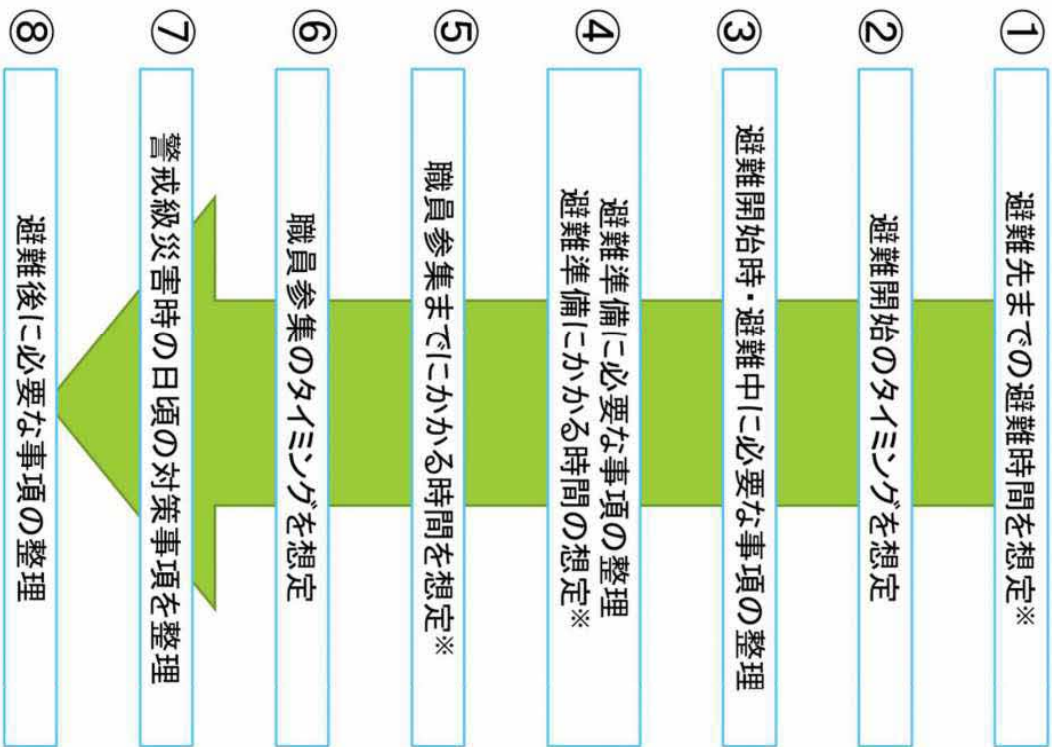 ① 避難先までの避難時間を想定※
② 避難開始のタイミングを想定
③ 避難開始時・避難中に必要な事項の整理
④ 避難準備に必要な事項の整理
避難準備にかかる時間の想定※
⑤ 職員参集までにかかる時間を想定※
⑥ 職員参集のタイミングを想定
⑦ 警戒級災害時の日頃の対策事項を整理
⑧ 避難後に必要な事項の整理